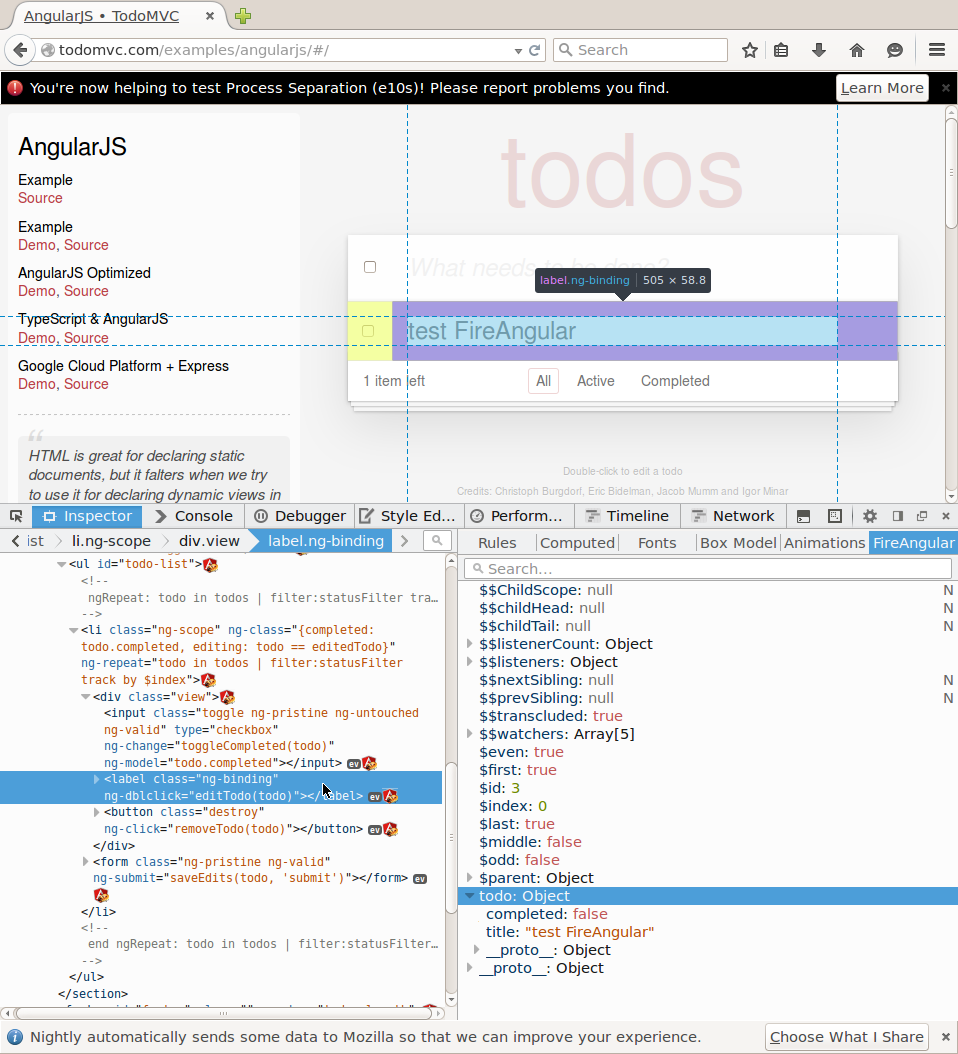 AngularJS • TodoMVC
todomvc.com/examples/angularjs/#/
Search
You're now helping to test Process Separation (e10s)! Please report problems you find.
Learn More
AngularJS
Example
Source
Example
Demo, Source
AngularJS Optimized
Demo, Source
TypeScript & AngularJS
Demo, Source
Google Cloud Platform + Express
Demo, Source
“
HTML is great for declaring static
documents, but it falters when we try
to use it for declaring dynamic views in
todos
What needs to be done?
label.ng-binding | 505 × 58.8
test FireAngular
1 item left
All
Active
Completed
Double-click to edit a todo
Credits: Christoph Burgdorf, Eric Bidelman, Jacob Mumm and Igor Minar
Inspector
Console
Debugger
Style Ed...
Perform...
Timeline
Network
ist
li.ng-scope
div.view
label.ng-binding
<ul id="todo-list">
<!--
ngRepeat: todo in todos | filter:statusFilter tra…
-->
<li class="ng-scope" ng-class="{completed:
todo.completed, editing: todo == editedTodo}"
ng-repeat="todo in todos | filter:statusFilter
track by $index">
<div class="view">
<input class="toggle ng-pristine ng-untouched
ng-valid" type="checkbox"
ng-change="toggleCompleted(todo)"
ng-model="todo.completed"></input> ev
<label class="ng-binding"
ng-dblclick="editTodo(todo)"></label> ev
<button class="destroy"
ng-click="removeTodo(todo)"></button> ev
</div>
<form class="ng-pristine ng-valid"
ng-submit="saveEdits(todo, 'submit')"></form> ev
</li>
<!--
end ngRepeat: todo in todos | filter:statusFilter…
-->
</ul>
</section>
Rules
Computed
Fonts
Box Model
Animations
FireAngular
Search...
$$ChildScope: null N
$$childHead: null N
$$childTail: null N
$$listenerCount: Object
$$listeners: Object
$$nextSibling: null N
$$prevSibling: null N
$$transcluded: true
$$watchers: Array[5]
$even: true
$first: true
$id: 3
$index: 0
$last: true
$middle: false
$odd: false
$parent: Object
todo: Object
completed: false
title: "test FireAngular"
__proto__: Object
__proto__: Object
Nightly automatically sends some data to Mozilla so that we can improve your experience.
Choose What I Share